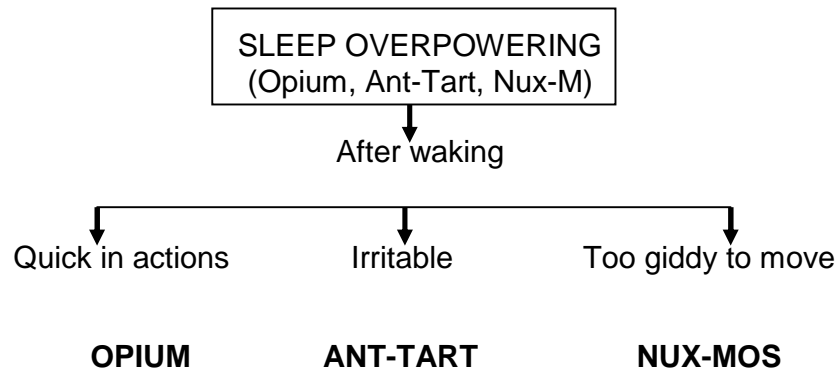 SLEEP OVERPOWERING
(Opium, Ant-Tart, Nux-M)
After waking
Quick in actions Irritable Too giddy to move
OPIUM ANT-TART NUX-MOS